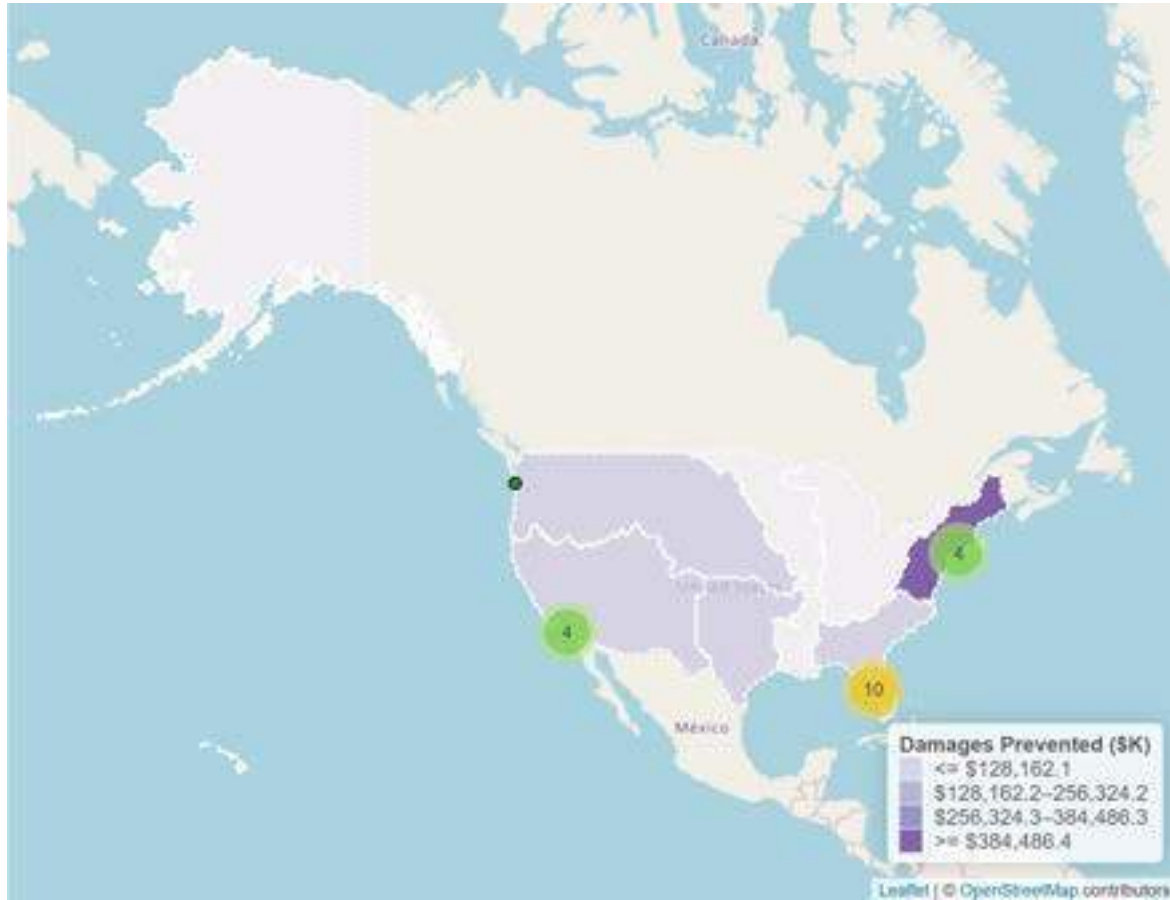 Canada
4
4
10
México
Damages Prevented ($K)
<= $128,162.1
$128,162.2–256,324.2
$256,324.3–384,486.3
>= $384,486.4
Leaflet | © OpenStreetMap contributors